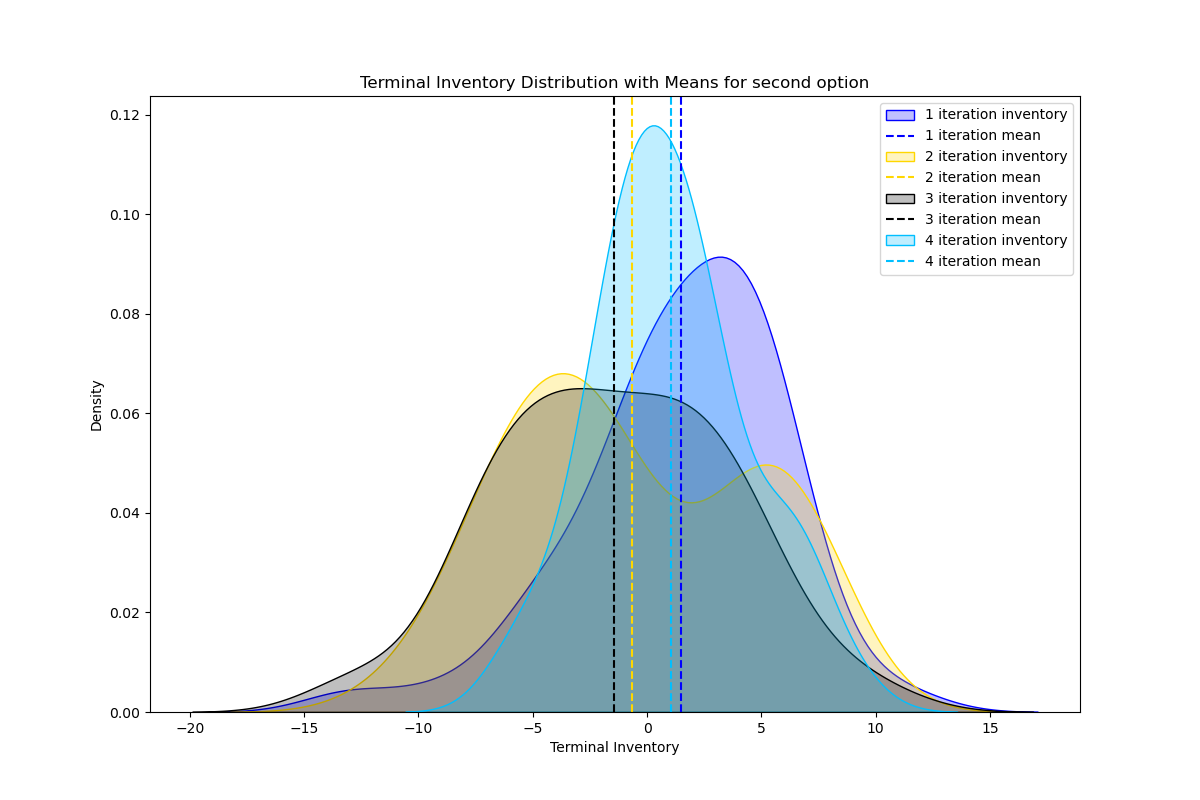 Terminal Inventory Distribution with Means for second option
1 iteration inventory
1 iteration mean
2 iteration inventory
2 iteration mean
3 iteration inventory
3 iteration mean
4 iteration inventory
4 iteration mean
0.12
0.10
0.08
0.06
0.04
0.02
0.00
Density
−20 −15 −10 −5 0 5 10 15
Terminal Inventory